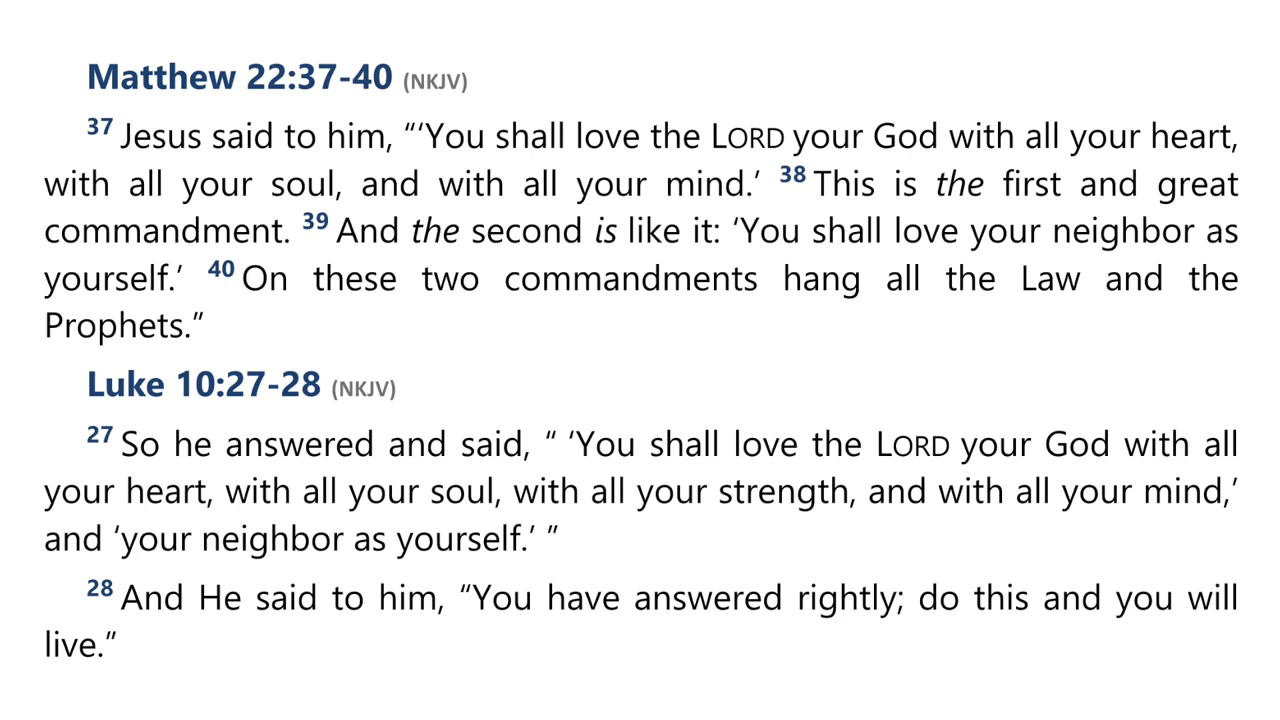 Matthew 22:37-40 (NKJV)
37 Jesus said to him, “‘You shall love the LORD your God with all your heart,
with all your soul, and with all your mind.’ 38 This is the first and great
commandment. 39 And the second is like it: ‘You shall love your neighbor as
yourself.’ 40 On these two commandments hang all the Law and the
Prophets.”
Luke 10:27-28 (NKJV)
27 So he answered and said, “ ‘You shall love the LORD your God with all
your heart, with all your soul, with all your strength, and with all your mind,’
and ‘your neighbor as yourself.’ ”
28 And He said to him, “You have answered rightly; do this and you will
live.”